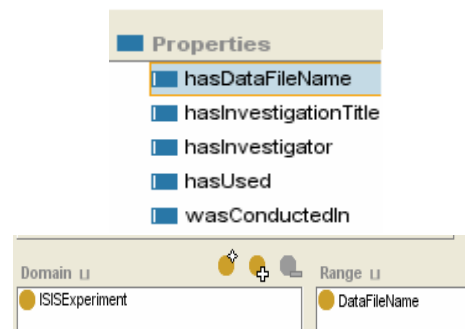 Properties
hasDataFileName
hasInvestigationTitle
hasInvestigator
hasUsed
wasConductedIn
Domain ⊔ Range ⊔
ISISExperiment DataFileName